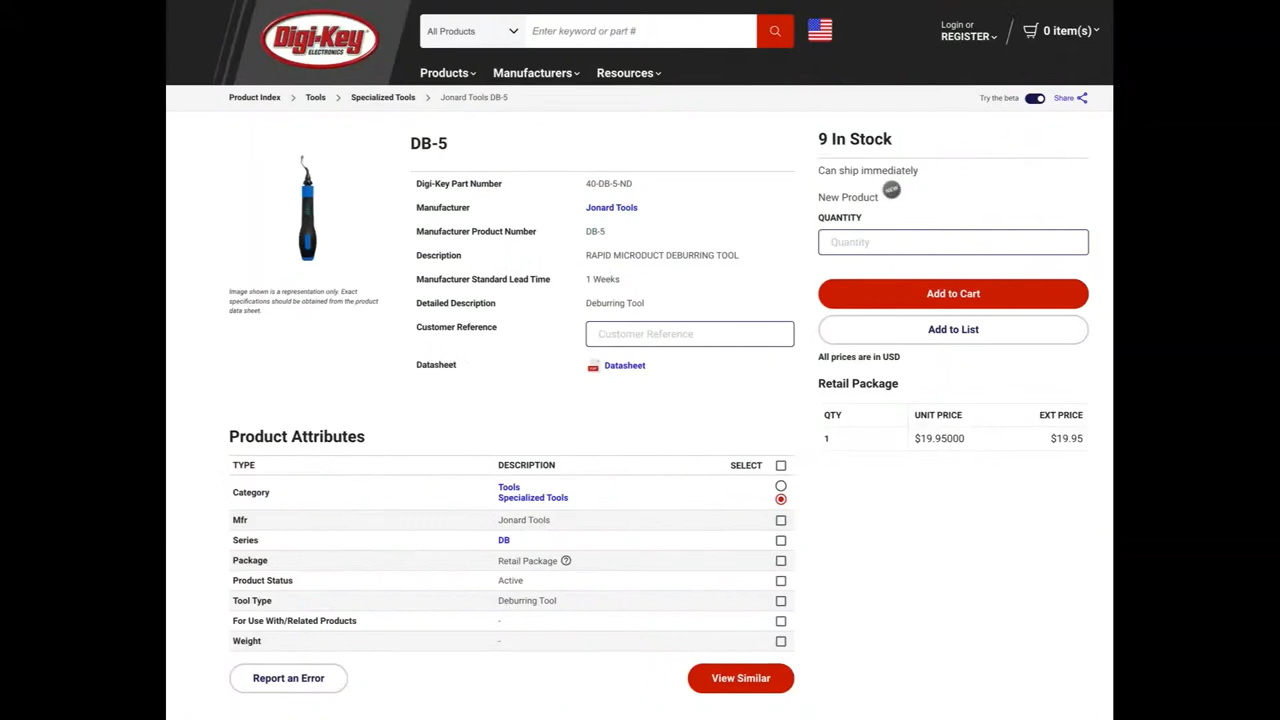 Digi-Key
ELECTRONICS
All Products
Enter keyword or part #
Login or
REGISTER
0 item(s)
Products
Manufacturers
Resources
Product Index
Tools
Specialized Tools
Jonard Tools DB-5
Try the beta
Share
DB-5
9 In Stock
Can ship immediately
New Product
NEW
QUANTITY
Quantity
Add to Cart
Add to List
All prices are in USD
Retail Package
QTY UNIT PRICE EXT PRICE
1 $19.95000 $19.95
Digi-Key Part Number 40-DB-5-ND
Manufacturer Jonard Tools
Manufacturer Product Number DB-5
Description RAPID MICRODUCT DEBURRING TOOL
Manufacturer Standard Lead Time 1 Weeks
Detailed Description Deburring Tool
Customer Reference Customer Reference
Datasheet Datasheet
Image shown is a representation only. Exact
specifications should be obtained from the product
data sheet.
Product Attributes
TYPE DESCRIPTION SELECT
Category Tools
Specialized Tools
Mfr Jonard Tools
Series DB
Package Retail Package ?
Product Status Active
Tool Type Deburring Tool
For Use With/Related Products -
Weight -
Report an Error
View Similar